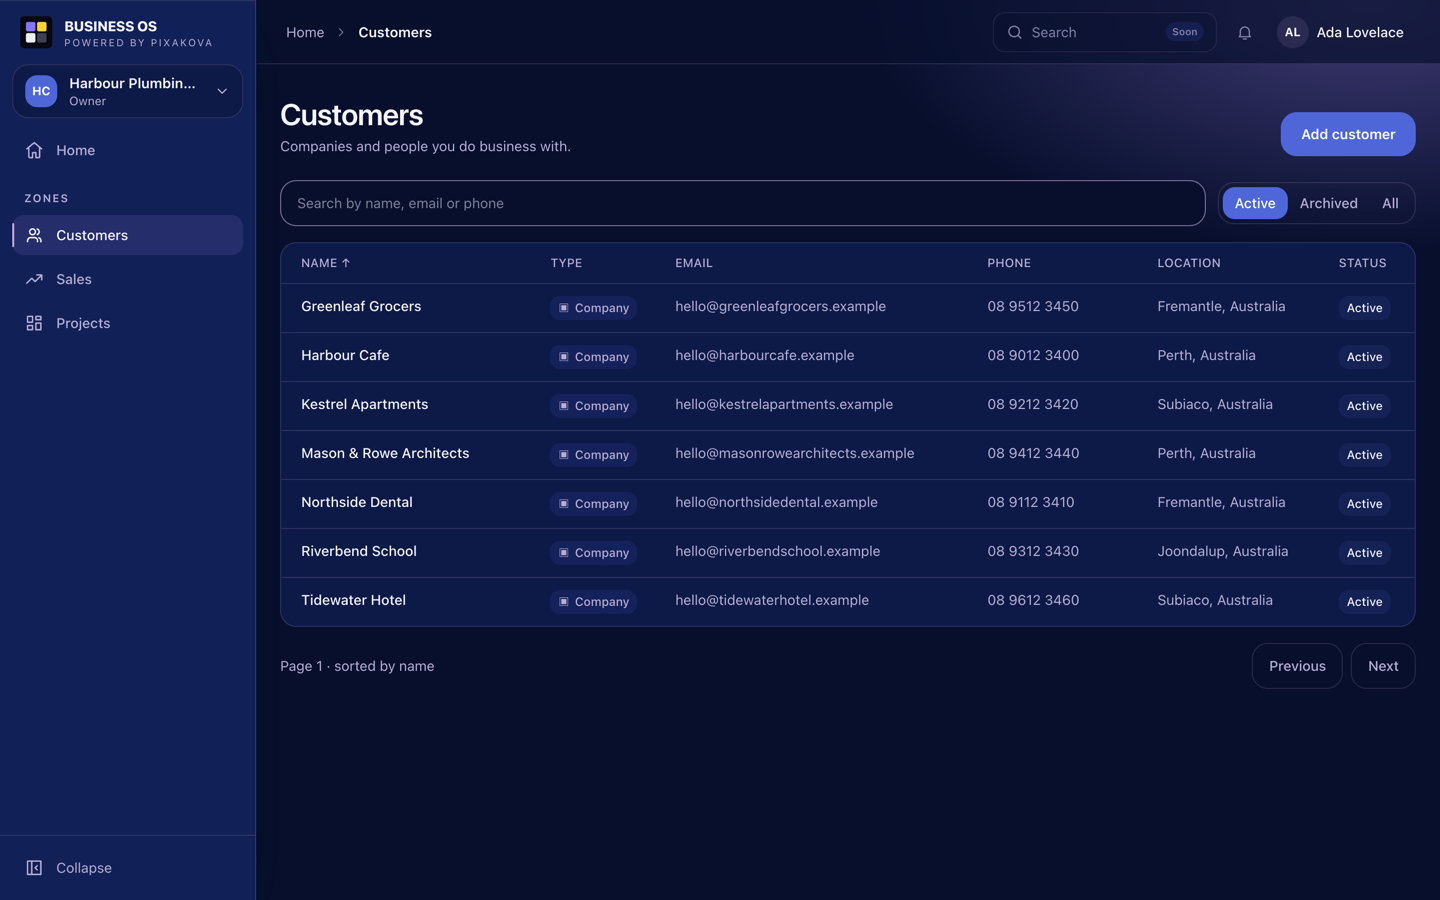 BUSINESS OS
POWERED BY PIXAKOVA
HC
Harbour Plumbin...
Owner
Home
ZONES
Customers
Sales
Projects
Collapse
Home > Customers
Search Soon
AL Ada Lovelace
Customers
Companies and people you do business with.
Add customer
Search by name, email or phone
Active Archived All
NAME ↑ TYPE EMAIL PHONE LOCATION STATUS
Greenleaf Grocers Company hello@greenleafgrocers.example 08 9512 3450 Fremantle, Australia Active
Harbour Cafe Company hello@harbourcafe.example 08 9012 3400 Perth, Australia Active
Kestrel Apartments Company hello@kestrelapartments.example 08 9212 3420 Subiaco, Australia Active
Mason & Rowe Architects Company hello@masonrowearchitects.example 08 9412 3440 Perth, Australia Active
Northside Dental Company hello@northsidedental.example 08 9112 3410 Fremantle, Australia Active
Riverbend School Company hello@riverbendschool.example 08 9312 3430 Joondalup, Australia Active
Tidewater Hotel Company hello@tidewaterhotel.example 08 9612 3460 Subiaco, Australia Active
Page 1 · sorted by name
Previous Next